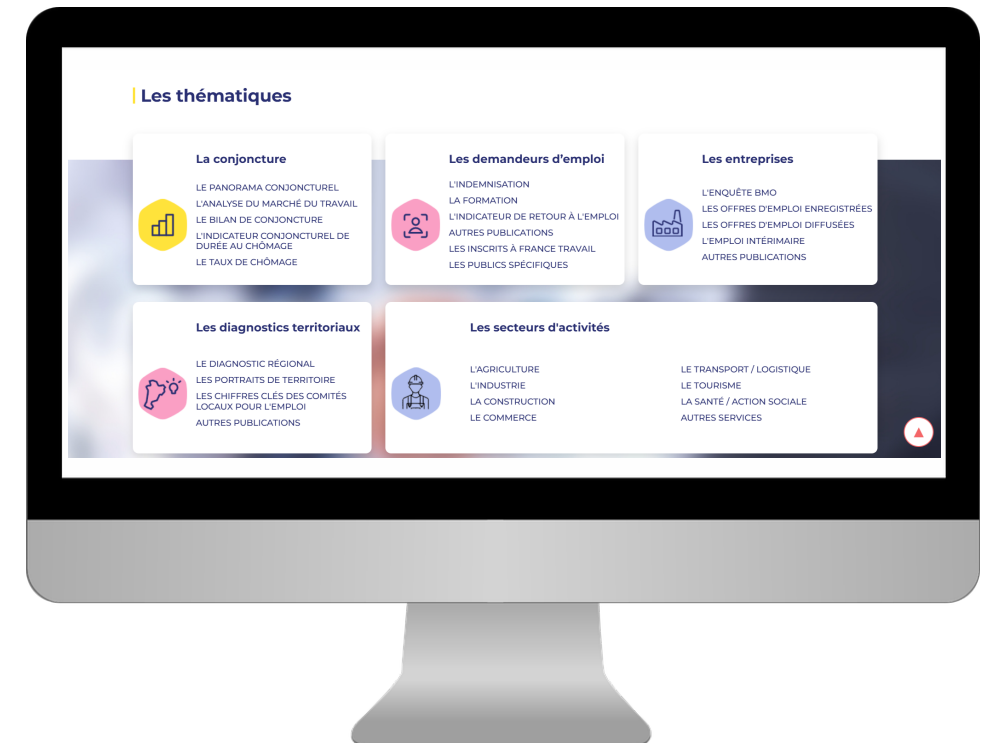 Les thématiques
La conjoncture
LE PANORAMA CONJONCTUREL
L'ANALYSE DU MARCHÉ DU TRAVAIL
LE BILAN DE CONJONCTURE
L'INDICATEUR CONJONCTUREL DE
DURÉE AU CHÔMAGE
LE TAUX DE CHÔMAGE
Les demandeurs d'emploi
L'INDEMNISATION
LA FORMATION
L'INDICATEUR DE RETOUR À L'EMPLOI
AUTRES PUBLICATIONS
LES INSCRITS À FRANCE TRAVAIL
LES PUBLICS SPÉCIFIQUES
Les entreprises
L'ENQUÊTE BMO
LES OFFRES D'EMPLOI ENREGISTRÉES
LES OFFRES D'EMPLOI DIFFUSÉES
L'EMPLOI INTÉRIMAIRE
AUTRES PUBLICATIONS
Les diagnostics territoriaux
LE DIAGNOSTIC RÉGIONAL
LES PORTRAITS DE TERRITOIRE
LES CHIFFRES CLÉS DES COMITÉS
LOCAUX POUR L'EMPLOI
AUTRES PUBLICATIONS
Les secteurs d'activités
L'AGRICULTURE
L'INDUSTRIE
LA CONSTRUCTION
LE COMMERCE
LE TRANSPORT / LOGISTIQUE
LE TOURISME
LA SANTÉ / ACTION SOCIALE
AUTRES SERVICES